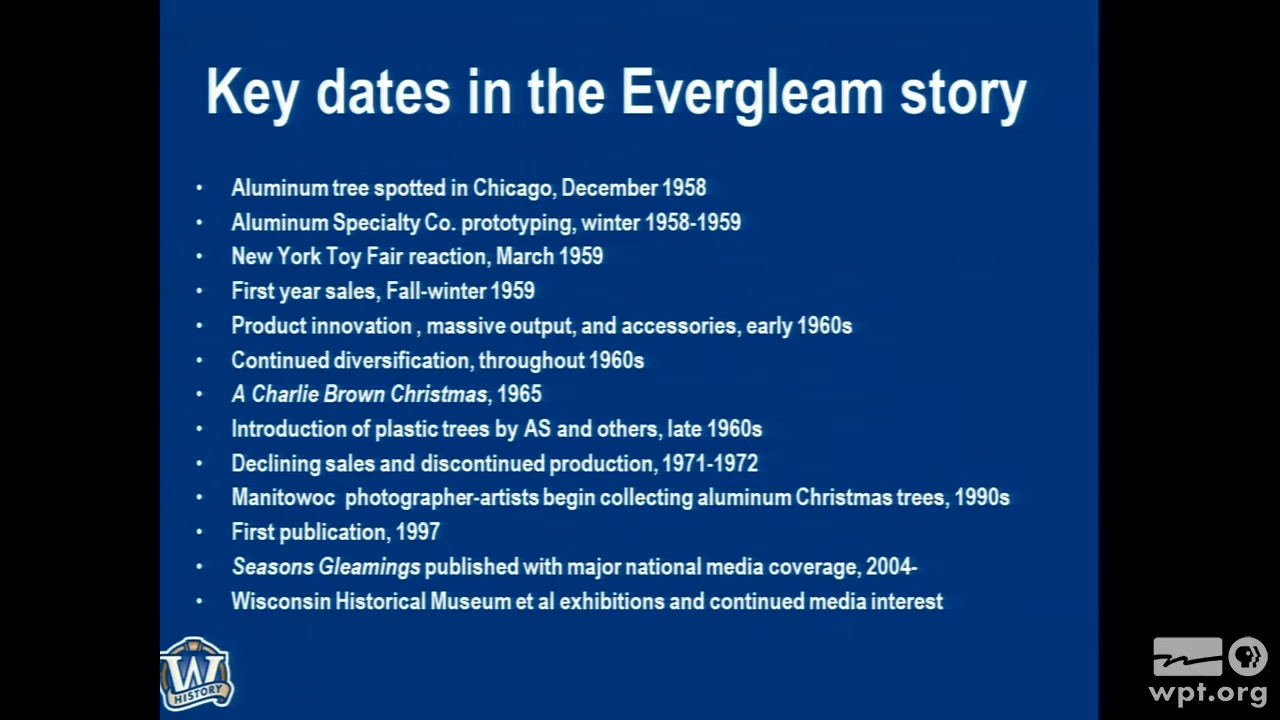 Key dates in the Evergleam story
• Aluminum tree spotted in Chicago, December 1958
• Aluminum Specialty Co. prototyping, winter 1958-1959
• New York Toy Fair reaction, March 1959
• First year sales, Fall-winter 1959
• Product innovation , massive output, and accessories, early 1960s
• Continued diversification, throughout 1960s
• A Charlie Brown Christmas, 1965
• Introduction of plastic trees by AS and others, late 1960s
• Declining sales and discontinued production, 1971-1972
• Manitowoc  photographer-artists begin collecting aluminum Christmas trees, 1990s
• First publication, 1997
• Seasons Gleamings published with major national media coverage, 2004-
• Wisconsin Historical Museum et al exhibitions and continued media interest
W
HISTORY
wpt.org